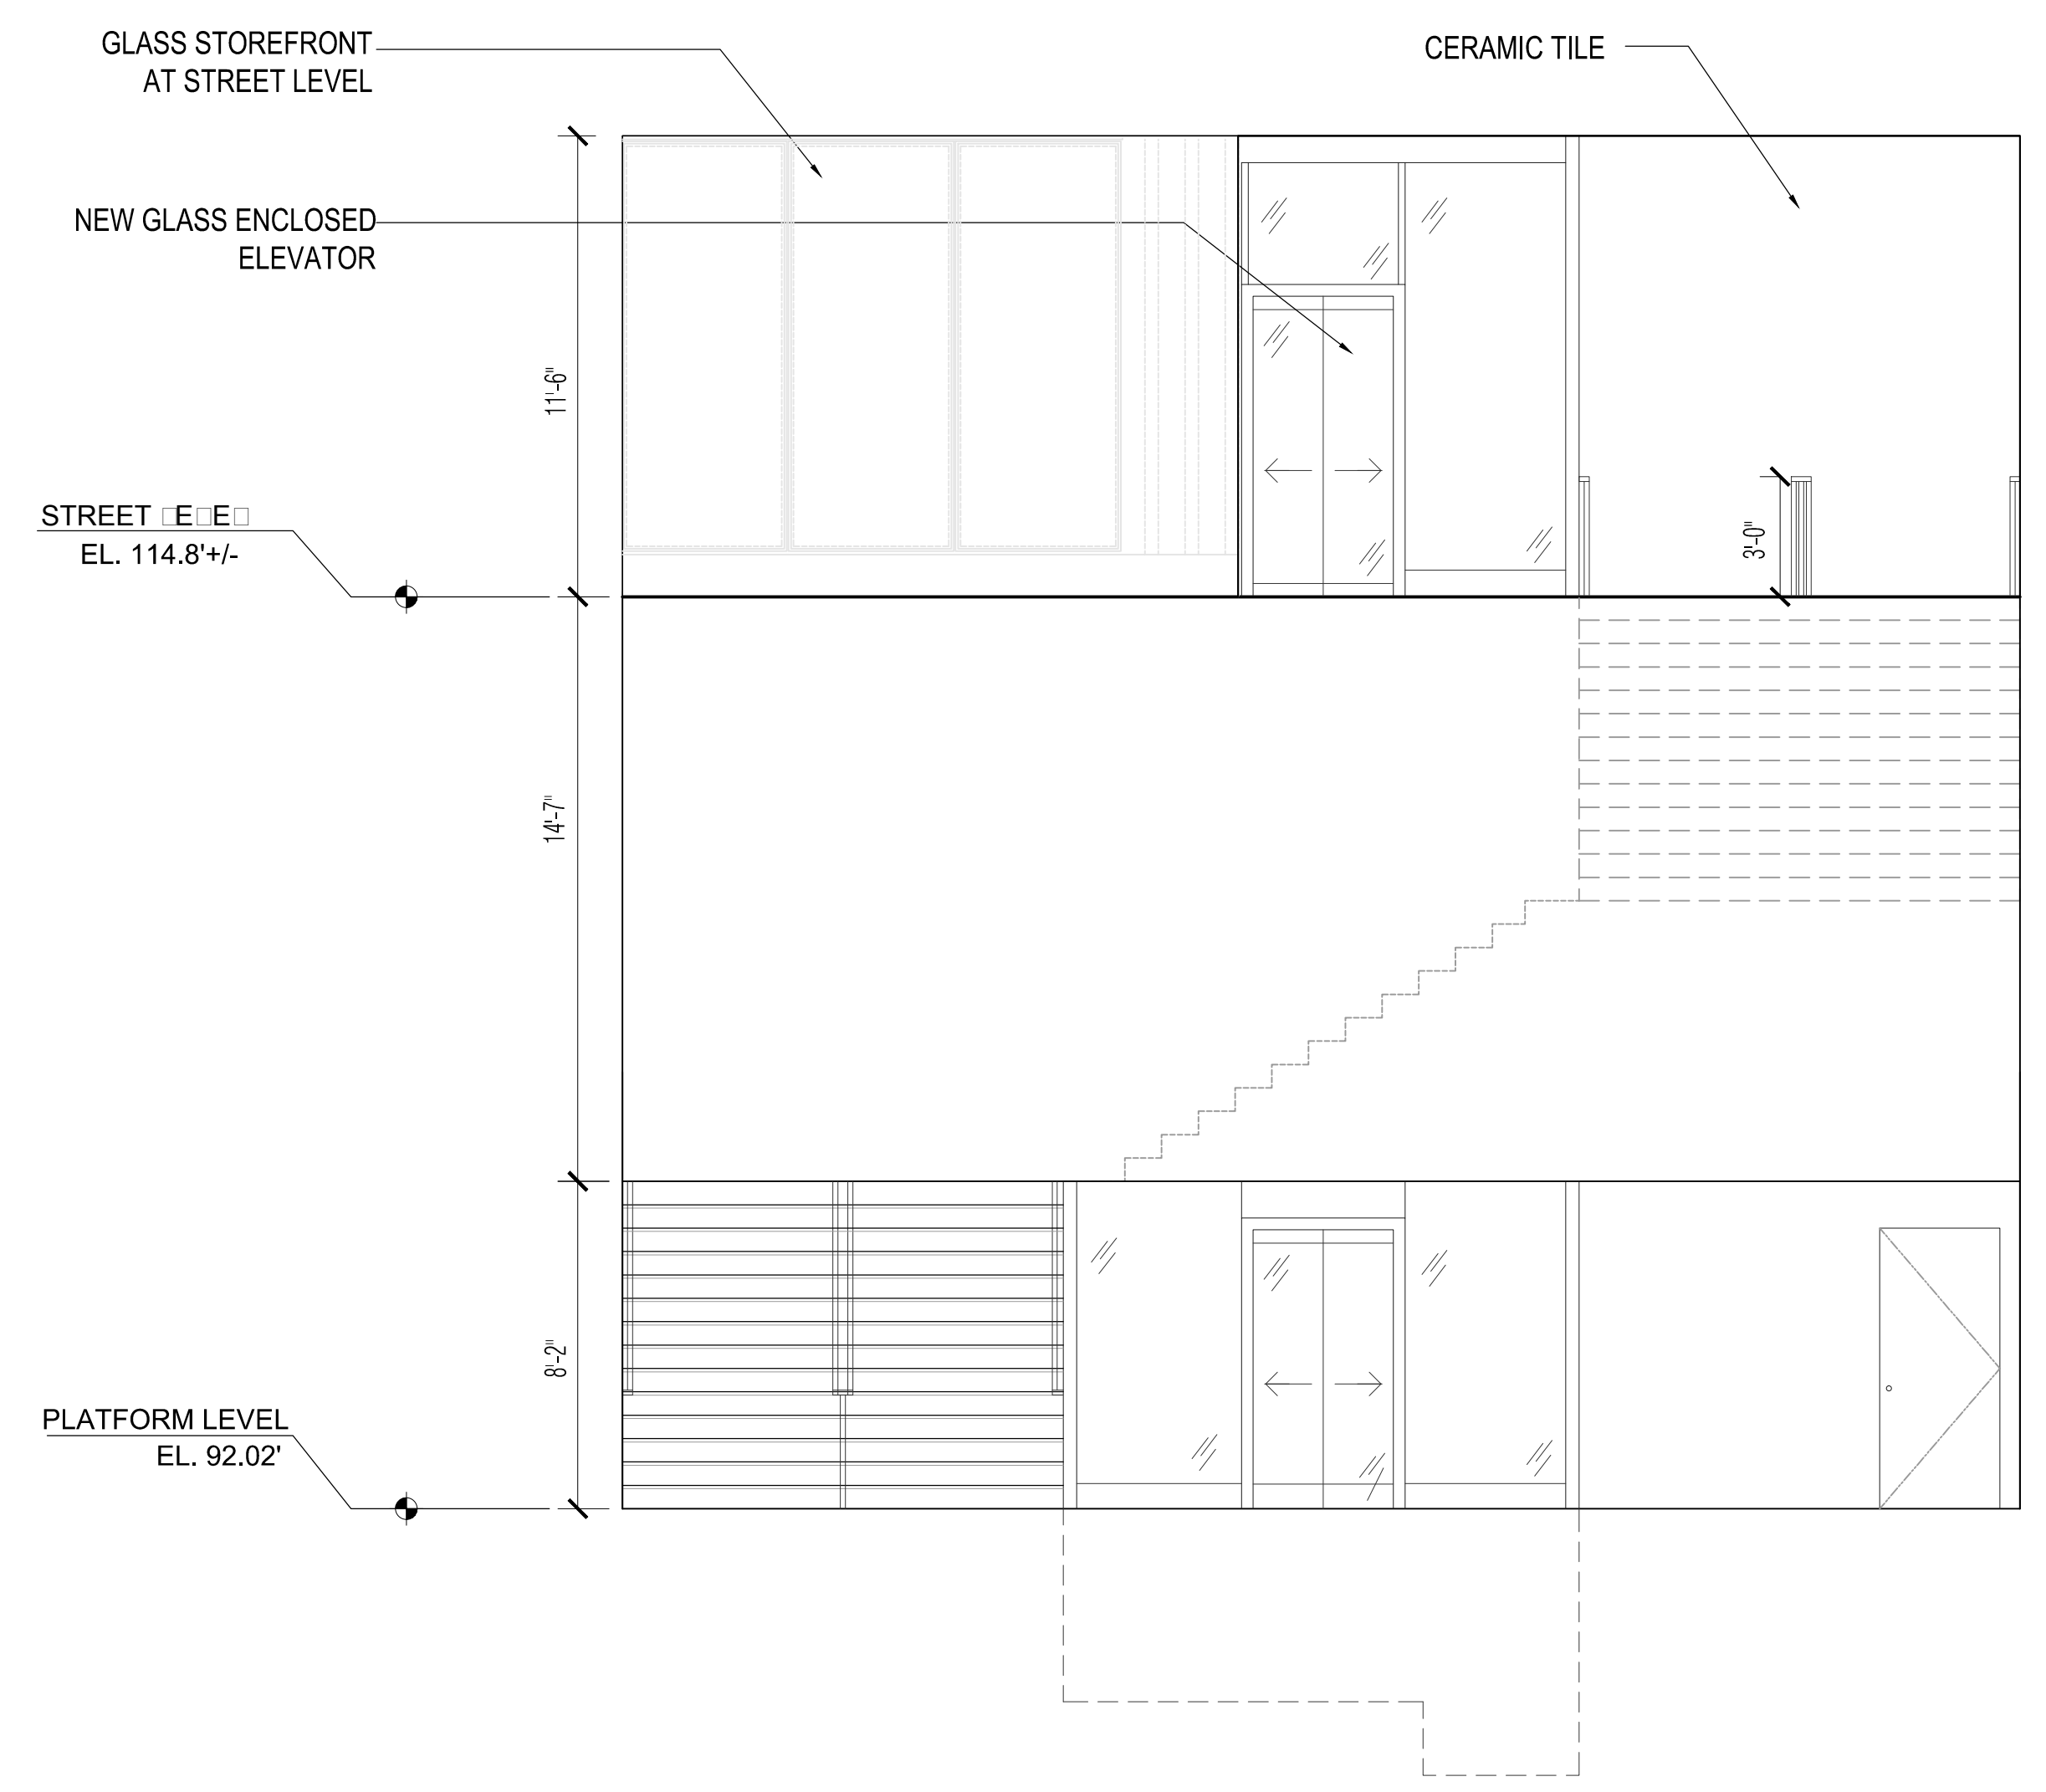 GLASS STOREFRONT
AT STREET LEVEL
CERAMIC TILE
NEW GLASS ENCLOSED
ELEVATOR
11'-6"
STREET □E□E□
EL. 114.8'+/-
3'-0"
14'-7"
8'-2"
PLATFORM LEVEL
EL. 92.02'